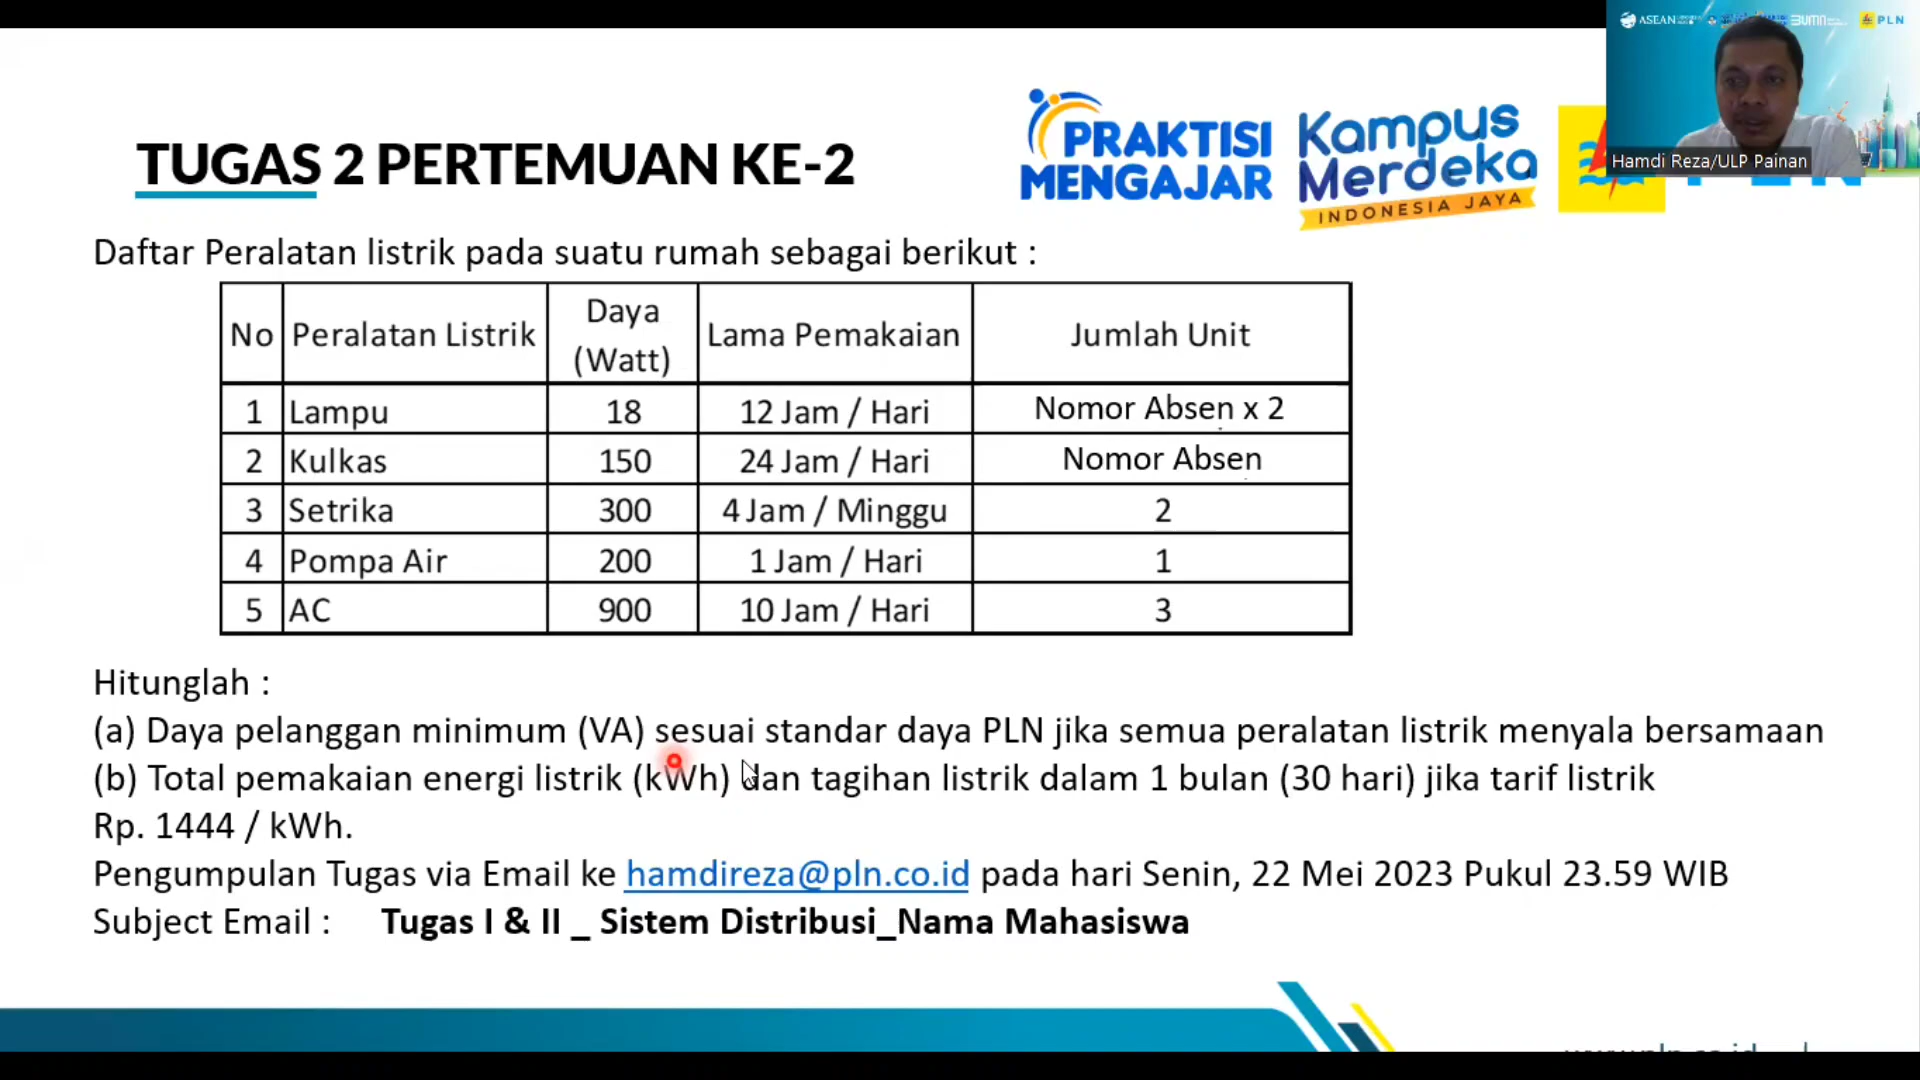 ASEAN
BUMN
PLN
Hamdi Reza/ULP Painan
PRAKTISI
MENGAJAR
Kampus
Merdeka
INDONESIA JAYA
TUGAS 2 PERTEMUAN KE-2
Daftar Peralatan listrik pada suatu rumah sebagai berikut :
No Peralatan Listrik Daya (Watt) Lama Pemakaian Jumlah Unit
1 Lampu 18 12 Jam / Hari Nomor Absen x 2
2 Kulkas 150 24 Jam / Hari Nomor Absen
3 Setrika 300 4 Jam / Minggu 2
4 Pompa Air 200 1 Jam / Hari 1
5 AC 900 10 Jam / Hari 3
Hitunglah :
(a) Daya pelanggan minimum (VA) sesuai standar daya PLN jika semua peralatan listrik menyala bersamaan
(b) Total pemakaian energi listrik (kWh) dan tagihan listrik dalam 1 bulan (30 hari) jika tarif listrik
Rp. 1444 / kWh.
Pengumpulan Tugas via Email ke hamdireza@pln.co.id pada hari Senin, 22 Mei 2023 Pukul 23.59 WIB
Subject Email : Tugas I & II _ Sistem Distribusi_Nama Mahasiswa